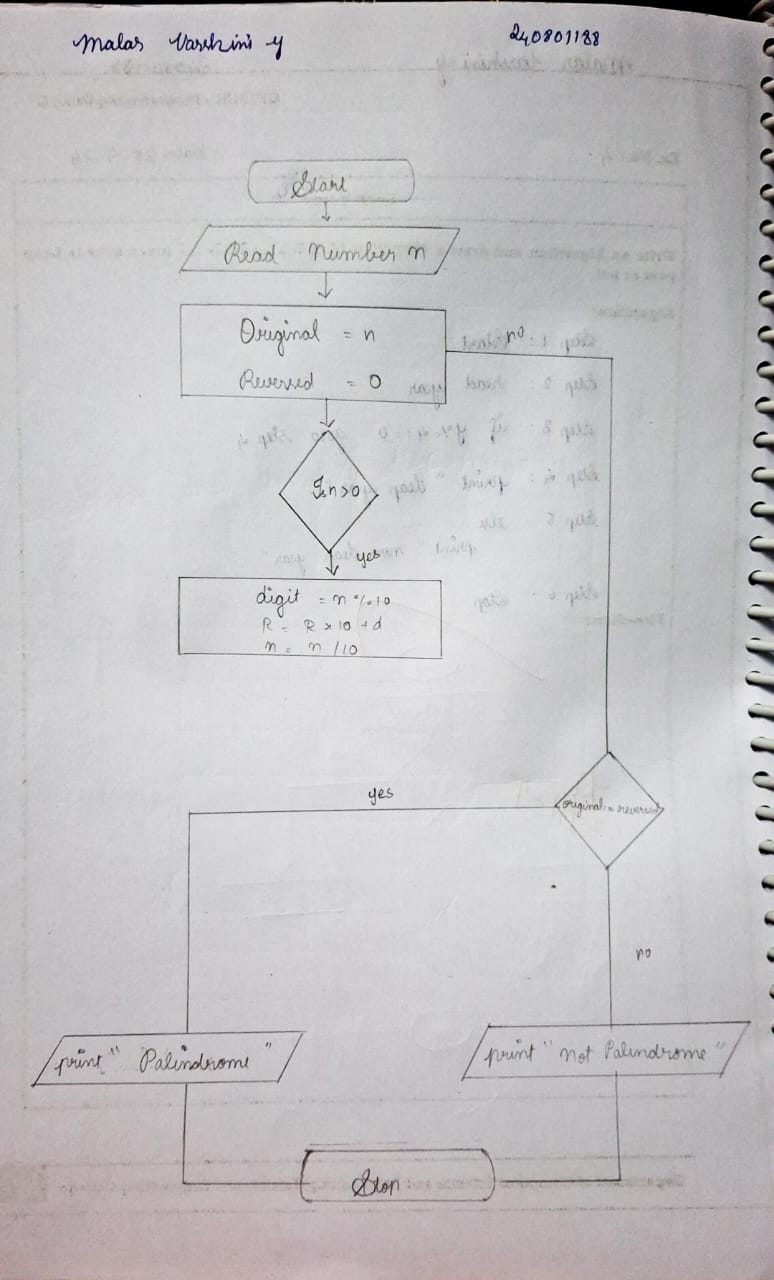 Malar Varshini y 240801188
Start
Read Number n
Original = n
Reversed = 0
no
Is n>0
yes
digit = n % 10
R = R x 10 + d
n = n / 10
original = reversed
yes
no
print " Palindrome "
print " not Palindrome "
Stop